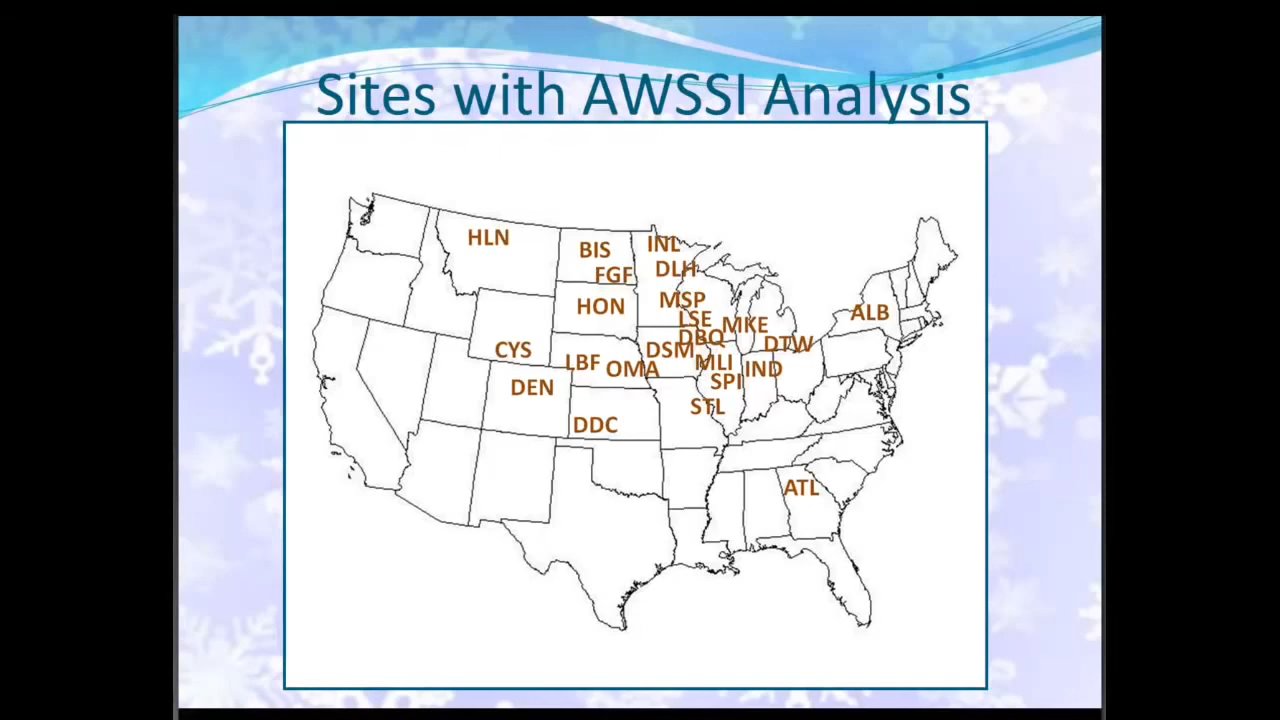 Sites with AWSSI Analysis
HLN
BIS
INL
FGF
DLH
HON
MSP
ALB
LSE
MKE
DBQ
DTW
CYS
DSM
LBF
OMA
MLI
IND
DEN
SPI
STL
DDC
ATL